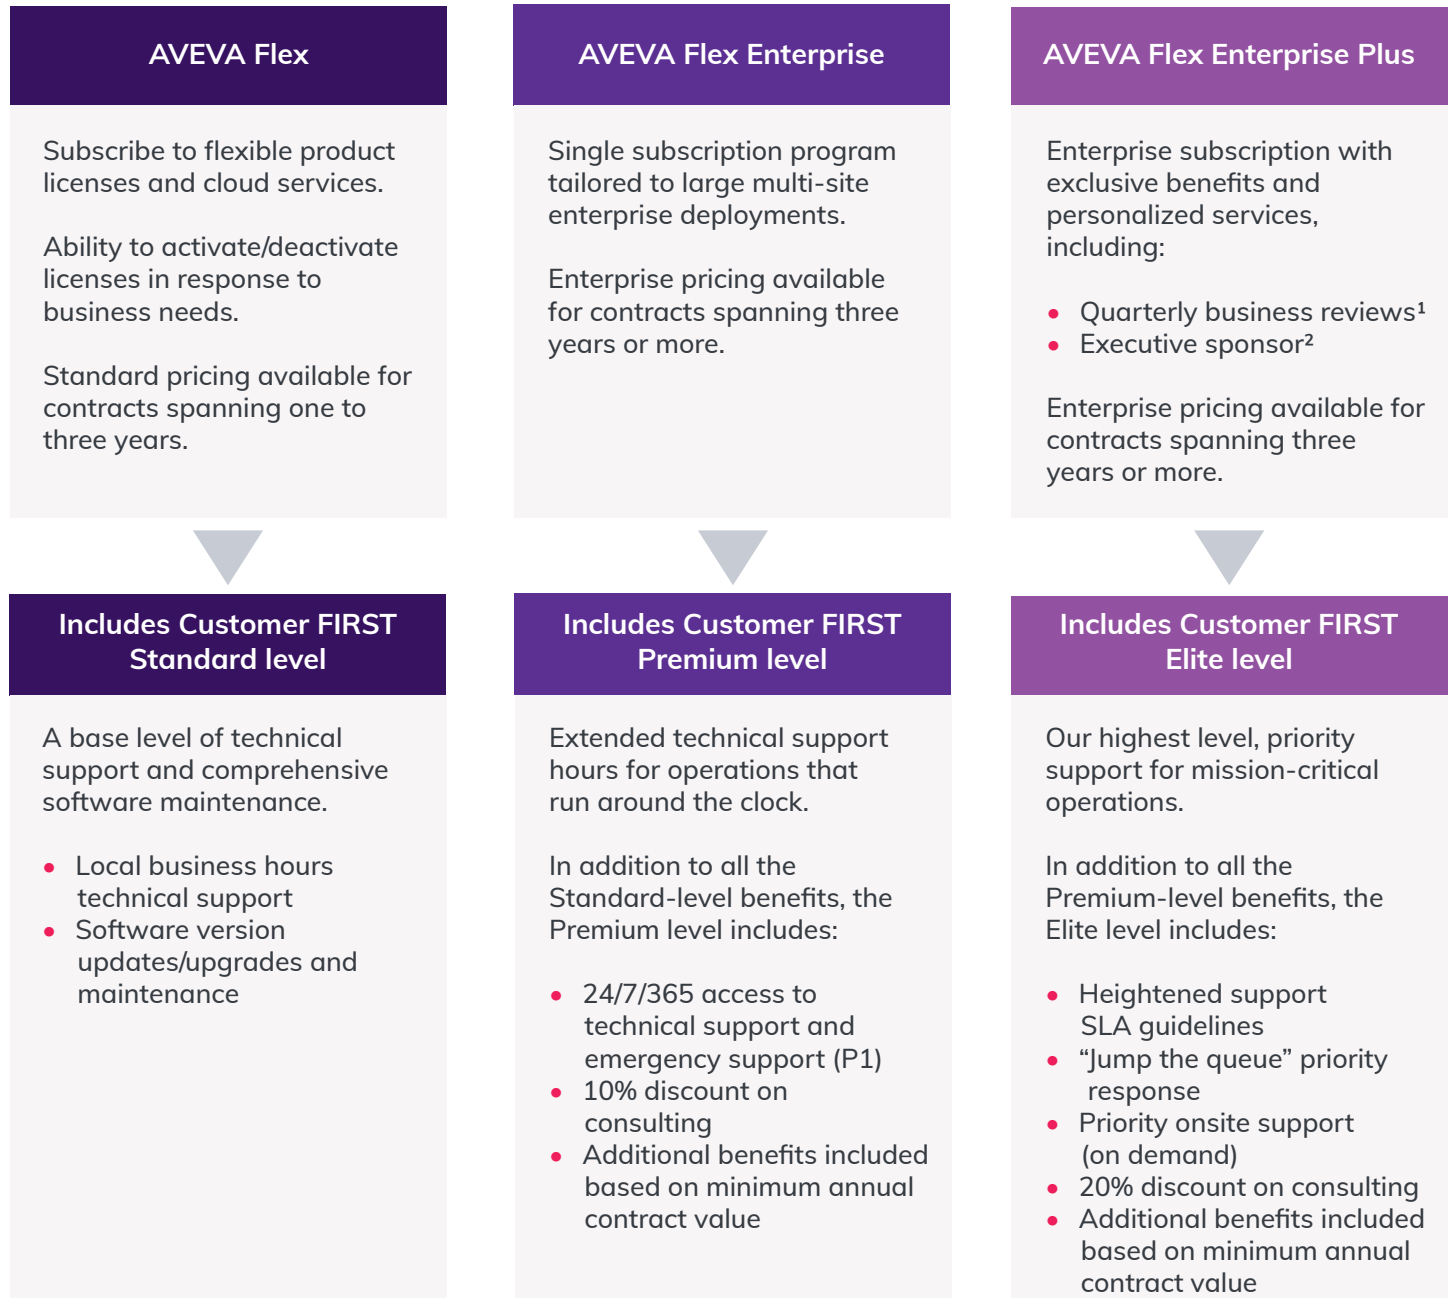 AVEVA Flex
Subscribe to flexible product
licenses and cloud services.
Ability to activate/deactivate
licenses in response to
business needs.
Standard pricing available for
contracts spanning one to
three years.
Includes Customer FIRST
Standard level
A base level of technical
support and comprehensive
software maintenance.
• Local business hours
technical support
• Software version
updates/upgrades and
maintenance
AVEVA Flex Enterprise
Single subscription program
tailored to large multi-site
enterprise deployments.
Enterprise pricing available
for contracts spanning three
years or more.
Includes Customer FIRST
Premium level
Extended technical support
hours for operations that
run around the clock.
In addition to all the
Standard-level benefits, the
Premium level includes:
• 24/7/365 access to
technical support and
emergency support (P1)
• 10% discount on
consulting
• Additional benefits included
based on minimum annual
contract value
AVEVA Flex Enterprise Plus
Enterprise subscription with
exclusive benefits and
personalized services,
including:
• Quarterly business reviews¹
• Executive sponsor²
Enterprise pricing available for
contracts spanning three
years or more.
Includes Customer FIRST
Elite level
Our highest level, priority
support for mission-critical
operations.
In addition to all the
Premium-level benefits, the
Elite level includes:
• Heightened support
SLA guidelines
• “Jump the queue” priority
response
• Priority onsite support
(on demand)
• 20% discount on consulting
• Additional benefits included
based on minimum annual
contract value